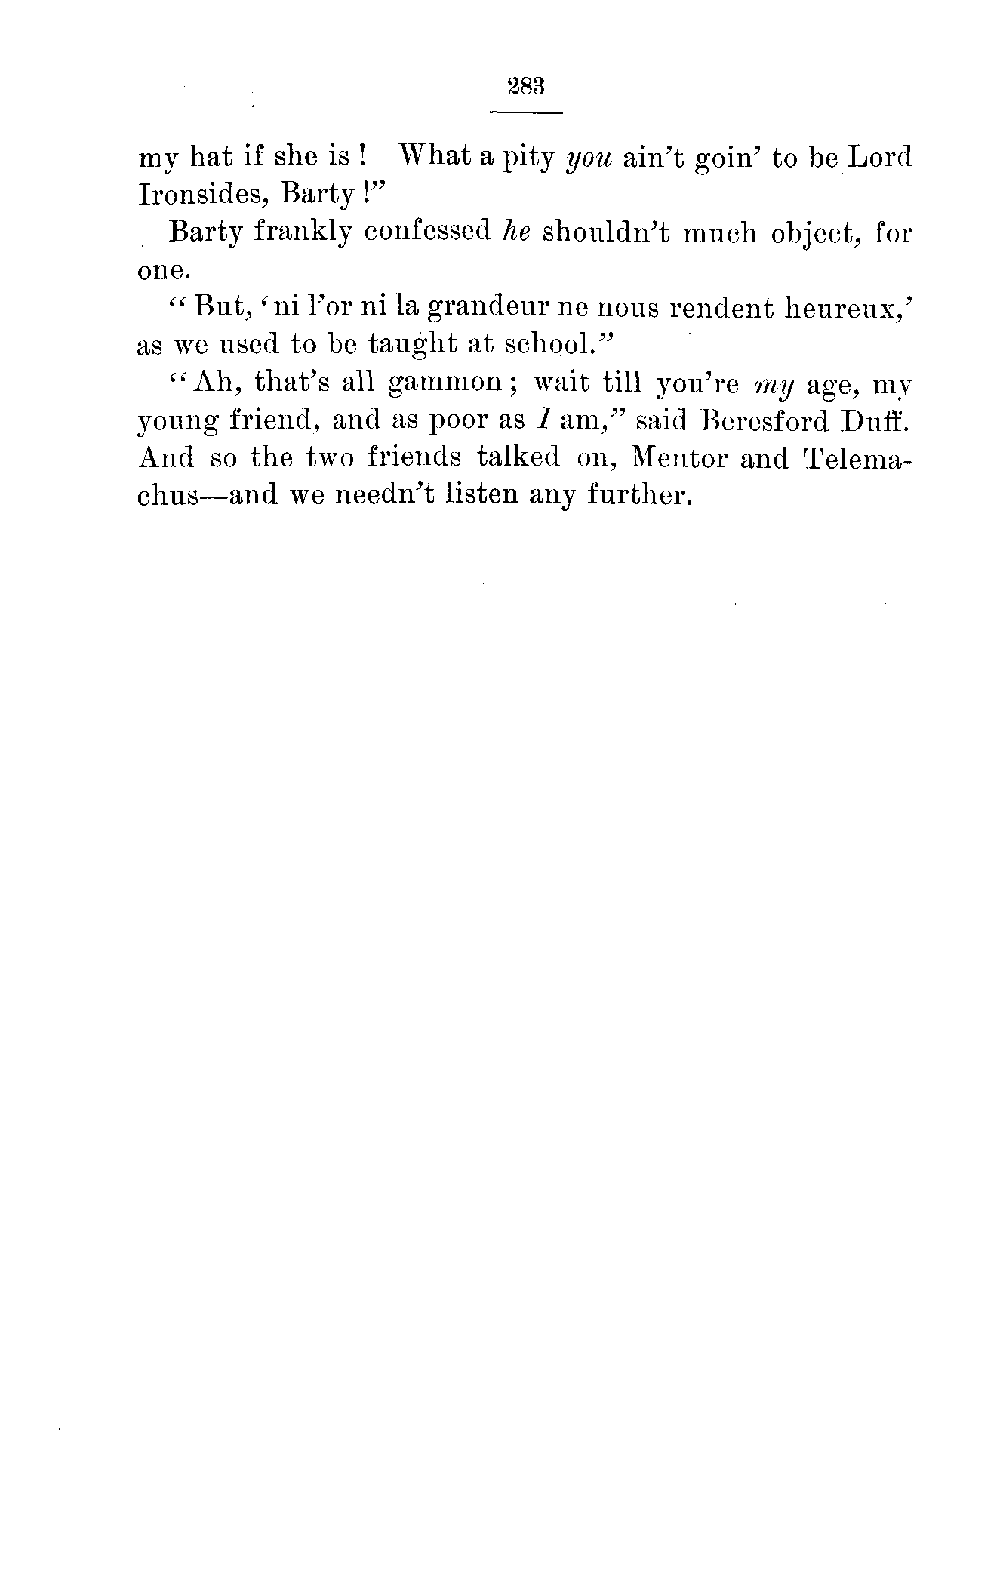 283
my hat if she is! What a pity you ain't goin' to be Lord
Ironsides, Barty!"
Barty frankly confessed he shouldn't much object, for
one.
"But, 'ni l'or ni la grandeur ne nous rendent heureux,'
as we used to be taught at school."
"Ah, that's all gammon; wait till you're my age, my
young friend, and as poor as I am," said Beresford Duff.
And so the two friends talked on, Mentor and Telema-
chus—and we needn't listen any further.